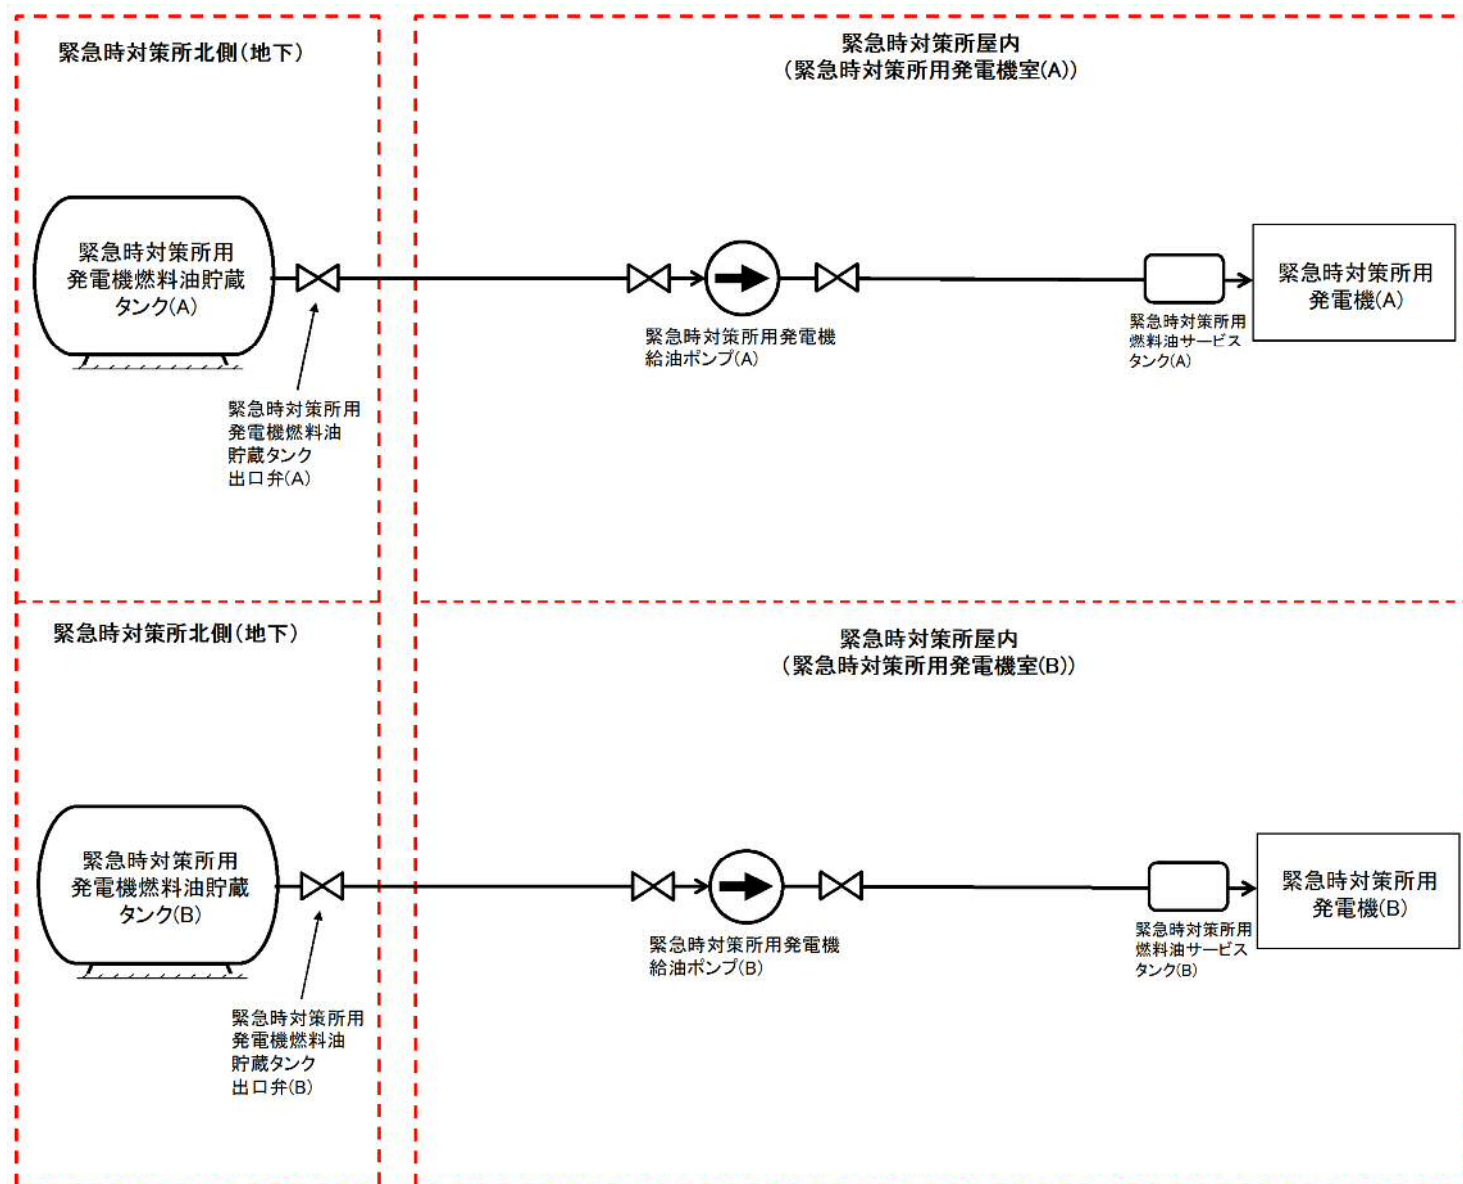 緊急時対策所北側(地下)
緊急時対策所屋内
(緊急時対策所用発電機室(A))
緊急時対策所用
発電機燃料油貯蔵
タンク(A)
緊急時対策所用
発電機燃料油
貯蔵タンク
出口弁(A)
緊急時対策所用発電機
給油ポンプ(A)
緊急時対策所用
燃料油サービス
タンク(A)
緊急時対策所用
発電機(A)
緊急時対策所北側(地下)
緊急時対策所屋内
(緊急時対策所用発電機室(B))
緊急時対策所用
発電機燃料油貯蔵
タンク(B)
緊急時対策所用
発電機燃料油
貯蔵タンク
出口弁(B)
緊急時対策所用発電機
給油ポンプ(B)
緊急時対策所用
燃料油サービス
タンク(B)
緊急時対策所用
発電機(B)